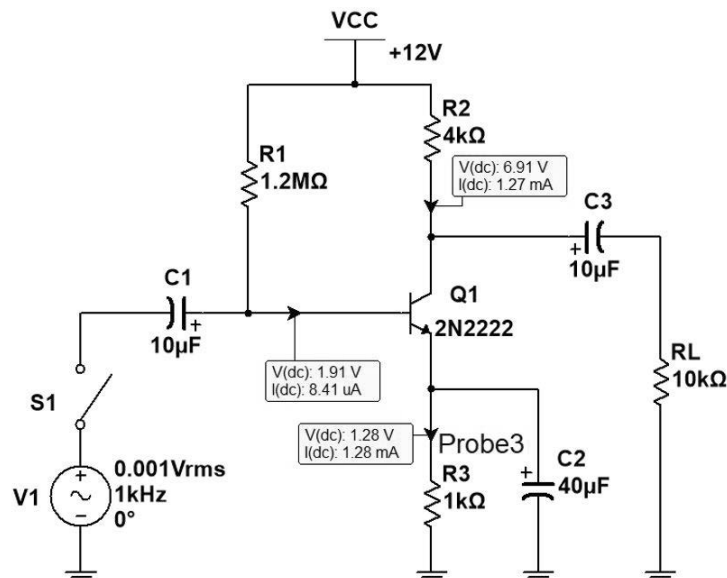 VCC
+12V
R2
4kΩ
R1
1.2MΩ
V(dc): 6.91 V
I(dc): 1.27 mA
C3
+
10µF
C1
+
10µF
Q1
2N2222
V(dc): 1.91 V
I(dc): 8.41 uA
RL
10kΩ
S1
V(dc): 1.28 V
I(dc): 1.28 mA
Probe3
V1
+
−
0.001Vrms
1kHz
0°
R3
1kΩ
+
C2
40µF